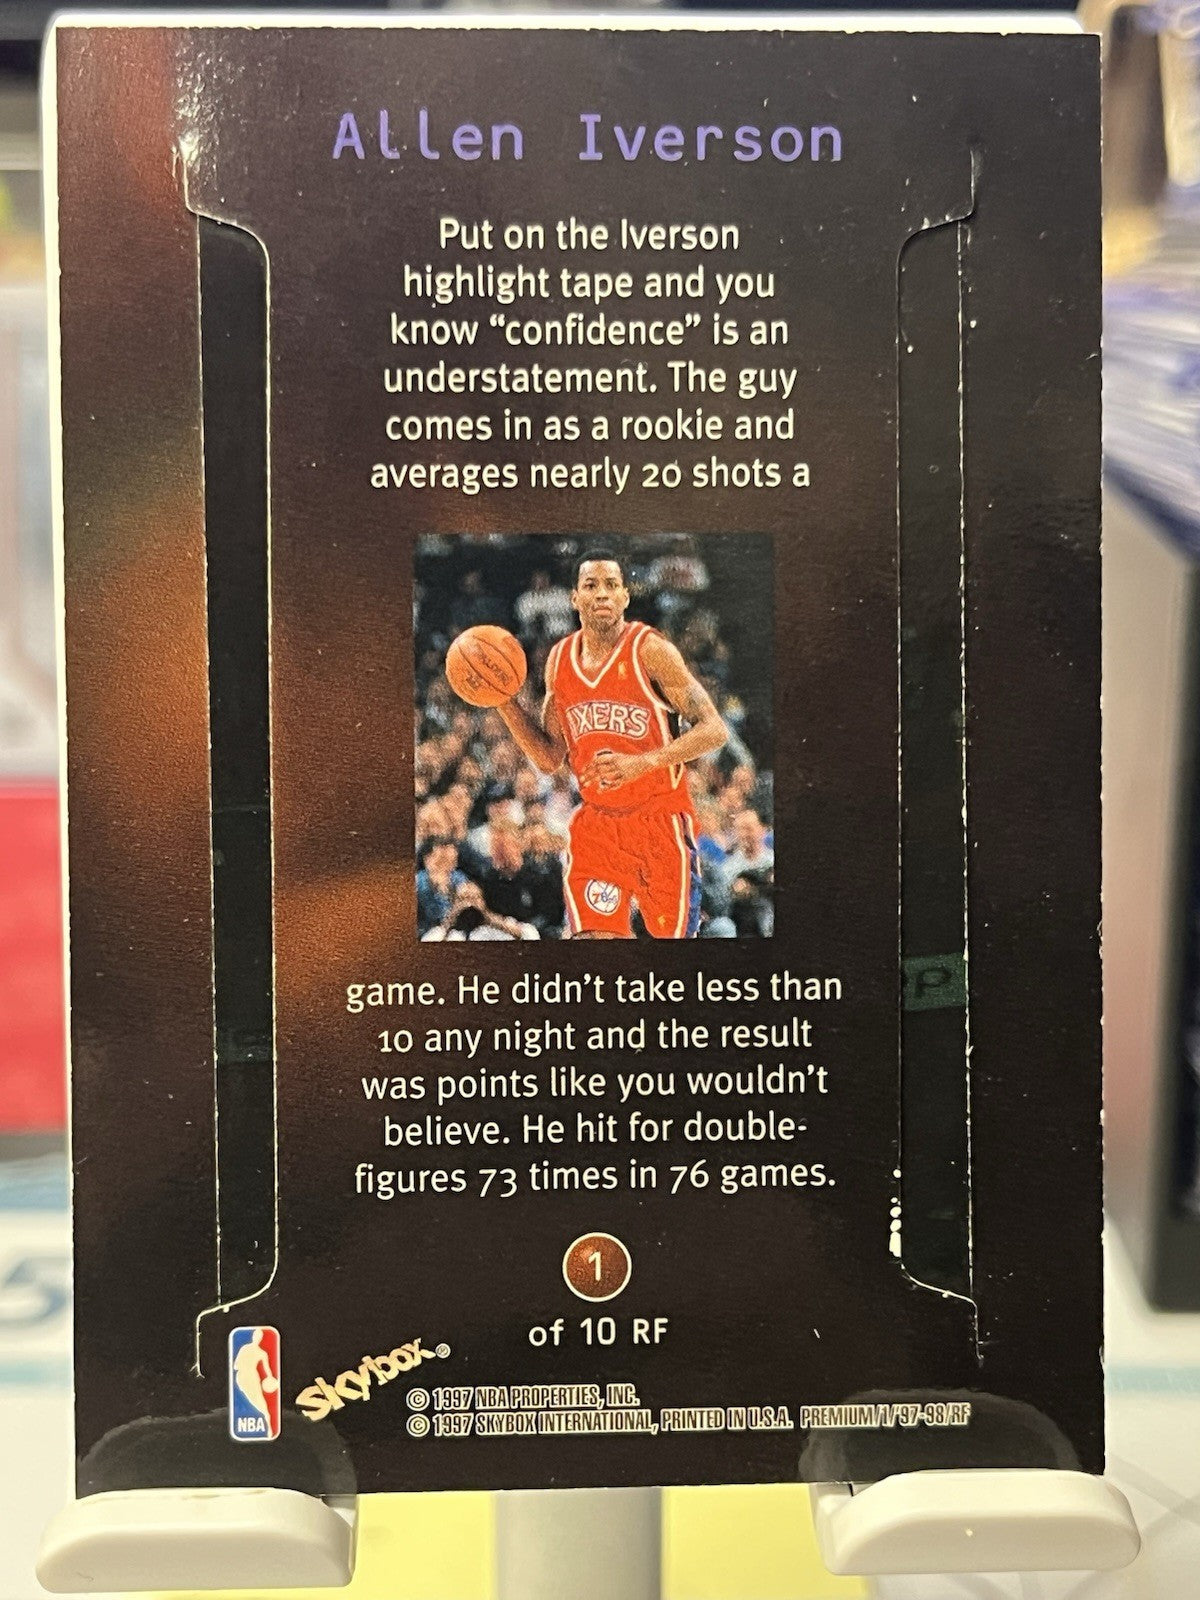 Allen Iverson
Put on the Iverson
highlight tape and you
know “confidence” is an
understatement. The guy
comes in as a rookie and
averages nearly 20 shots a
SPALDING
IXERS
game. He didn’t take less than
10 any night and the result
was points like you wouldn’t
believe. He hit for double-
figures 73 times in 76 games.
1
of 10 RF
NBA
Skybox®
© 1997 NBA PROPERTIES, INC.
© 1997 SKYBOX INTERNATIONAL, PRINTED IN U.S.A. PREMIUM/1/'97-98/RF